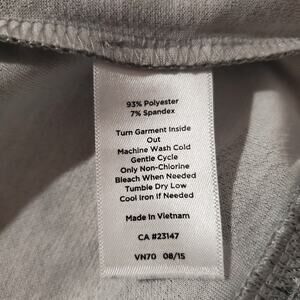 93% Polyester
7% Spandex
Turn Garment Inside
Out
Machine Wash Cold
Gentle Cycle
Only Non-Chlorine
Bleach When Needed
Tumble Dry Low
Cool Iron if Needed
Made In Vietnam
CA #23147
VN70 08/15